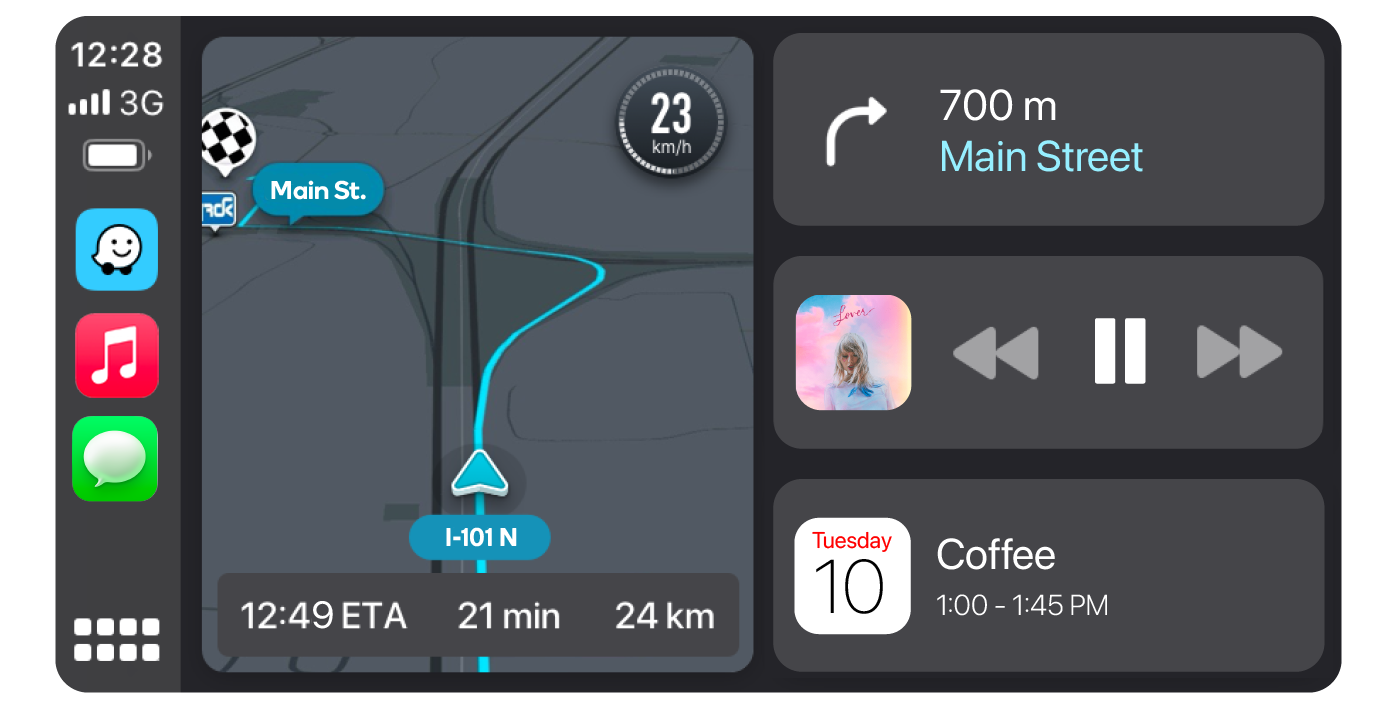 12:28
3G
23
km/h
Main St.
I-101 N
12:49 ETA 21 min 24 km
700 m
Main Street
Lover
Tuesday
10
Coffee
1:00 - 1:45 PM